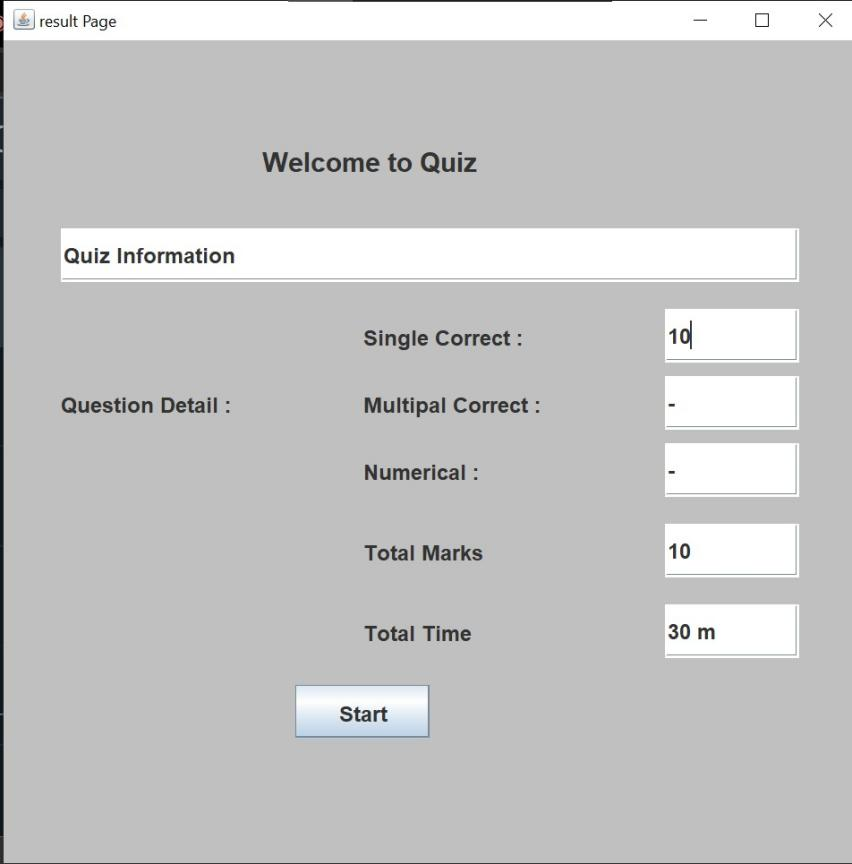 result Page
Welcome to Quiz
Quiz Information
Single Correct : 10
Question Detail : Multipal Correct : -
Numerical : -
Total Marks 10
Total Time 30 m
Start